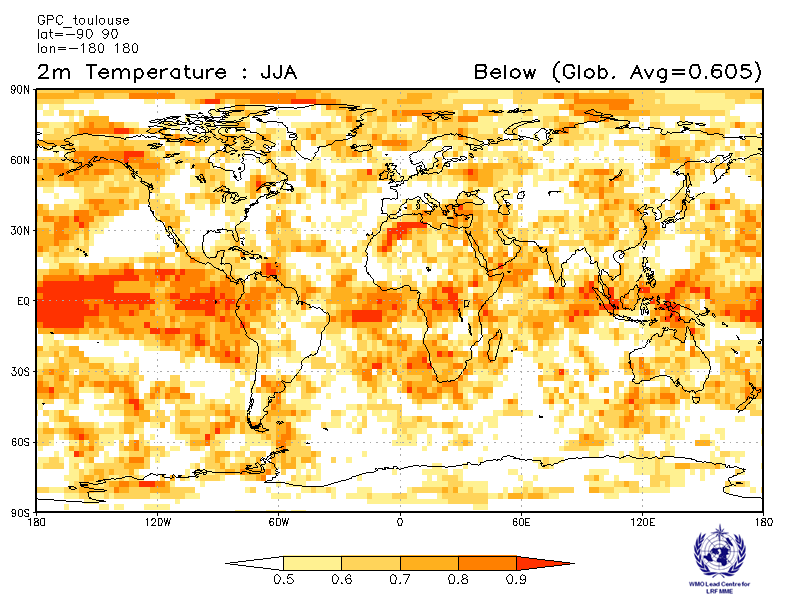 GPC_toulouse
lat=-90 90
lon=-180 180
2m Temperature : JJA Below (Glob. Avg=0.605)
90N
60N
30N
EQ
30S
60S
90S
180 120W 60W 0 60E 120E 180
0.5 0.6 0.7 0.8 0.9
WMO Lead Centre for
LRF MME